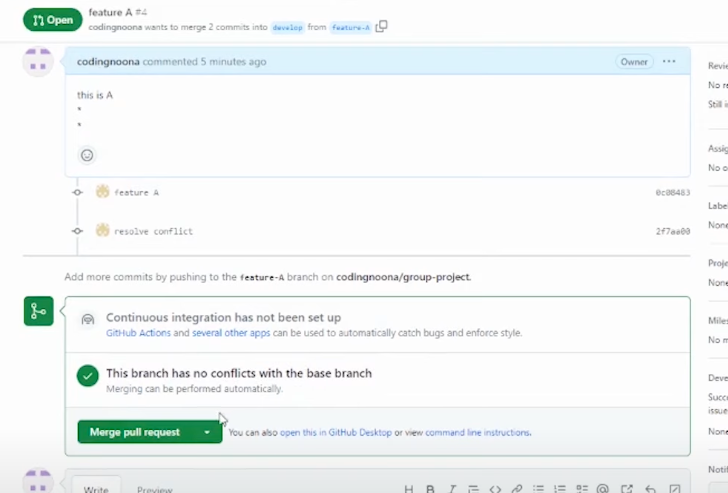 Open
feature A #4
codingnoona wants to merge 2 commits into develop from feature-A
codingnoona commented 5 minutes ago
Owner
this is A
*
*
feature A
0c08483
resolve conflict
2f7aa00
Add more commits by pushing to the feature-A branch on codingnoona/group-project.
Continuous integration has not been set up
GitHub Actions and several other apps can be used to automatically catch bugs and enforce style.
This branch has no conflicts with the base branch
Merging can be performed automatically.
Merge pull request
You can also open this in GitHub Desktop or view command line instructions.
Write
Preview
H B I
Revie
No re
Still i
Assig
No o
Label
None
Proje
None
Miles
No m
Deve
Succe
issue
None
Notif